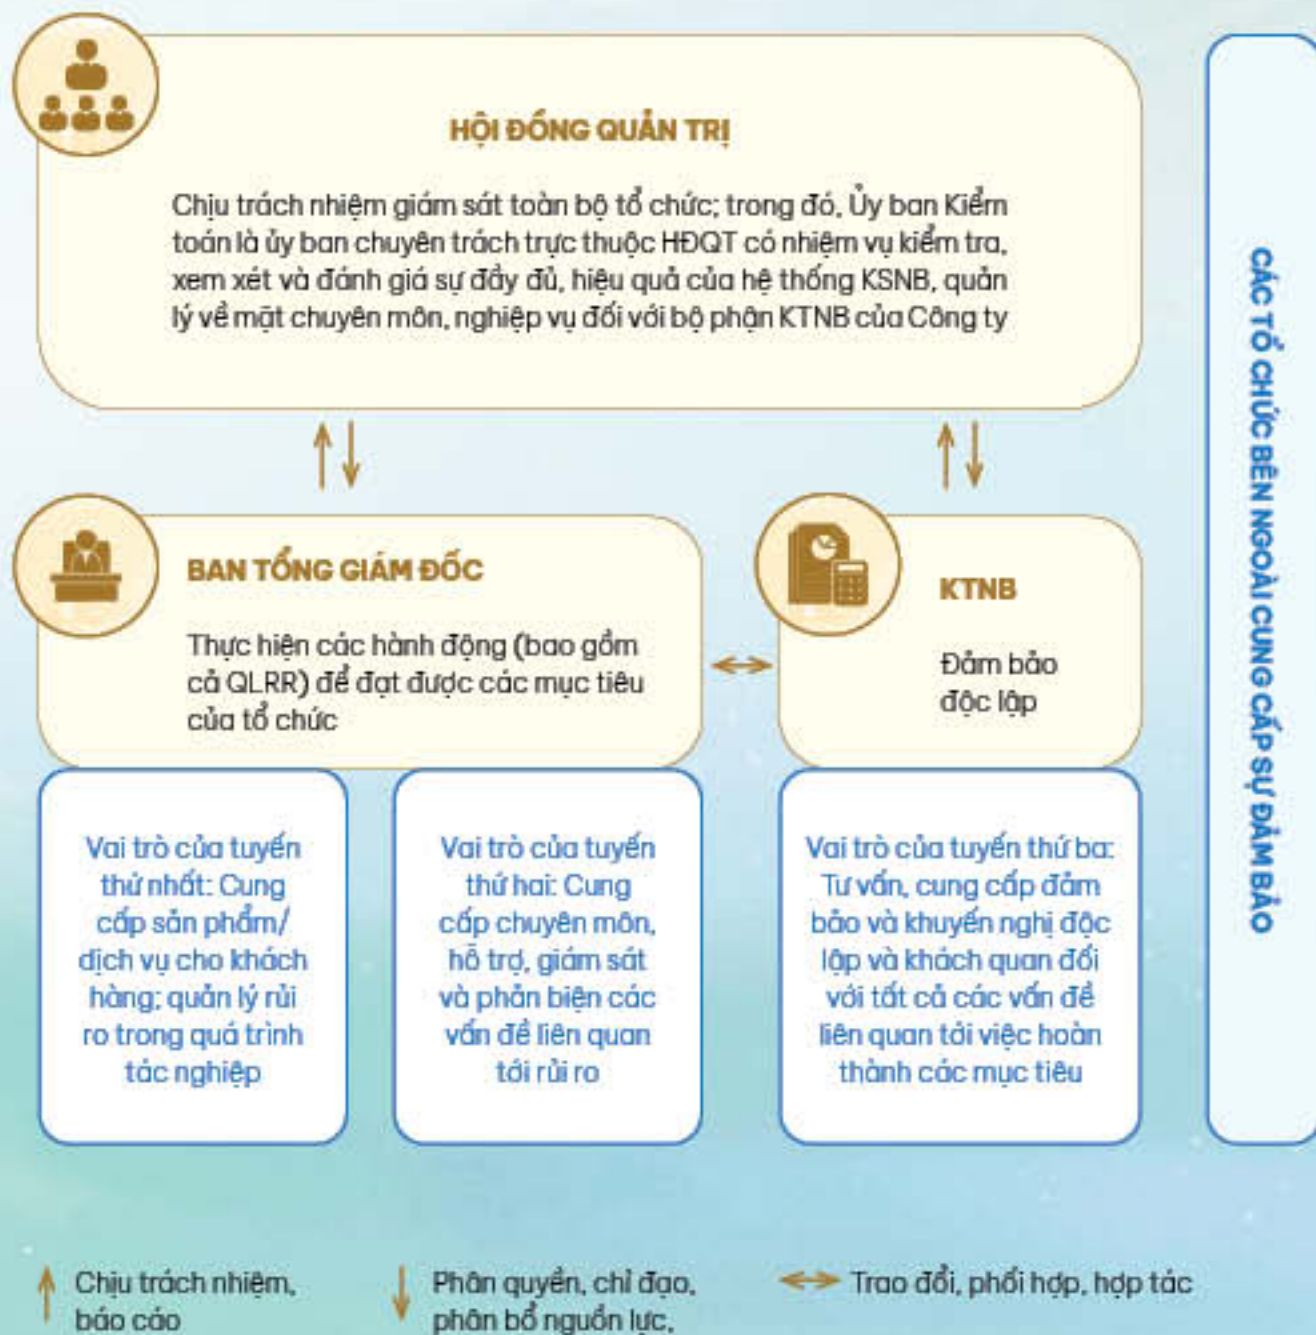 HỘI ĐỒNG QUẢN TRỊ
Chịu trách nhiệm giám sát toàn bộ tổ chức; trong đó, Ủy ban Kiểm
toán là ủy ban chuyên trách trực thuộc HĐQT có nhiệm vụ kiểm tra,
xem xét và đánh giá sự đầy đủ, hiệu quả của hệ thống KSNB, quản
lý về mặt chuyên môn, nghiệp vụ đối với bộ phận KTNB của Công ty
BAN TỔNG GIÁM ĐỐC
Thực hiện các hành động (bao gồm
cả QLRR) để đạt được các mục tiêu
của tổ chức
KTNB
Đảm bảo
độc lập
Vai trò của tuyến
thứ nhất: Cung
cấp sản phẩm/
dịch vụ cho khách
hàng; quản lý rủi
ro trong quá trình
tác nghiệp
Vai trò của tuyến
thứ hai: Cung
cấp chuyên môn,
hỗ trợ, giám sát
và phản biện các
vấn đề liên quan
tới rủi ro
Vai trò của tuyến thứ ba:
Tư vấn, cung cấp đảm
bảo và khuyến nghị độc
lập và khách quan đối
với tất cả các vấn đề
liên quan tới việc hoàn
thành các mục tiêu
CÁC TỔ CHỨC BÊN NGOÀI CUNG CẤP SỰ ĐẢM BẢO
Chịu trách nhiệm,
báo cáo
Phân quyền, chỉ đạo,
phân bổ nguồn lực,
Trao đổi, phối hợp, hợp tác